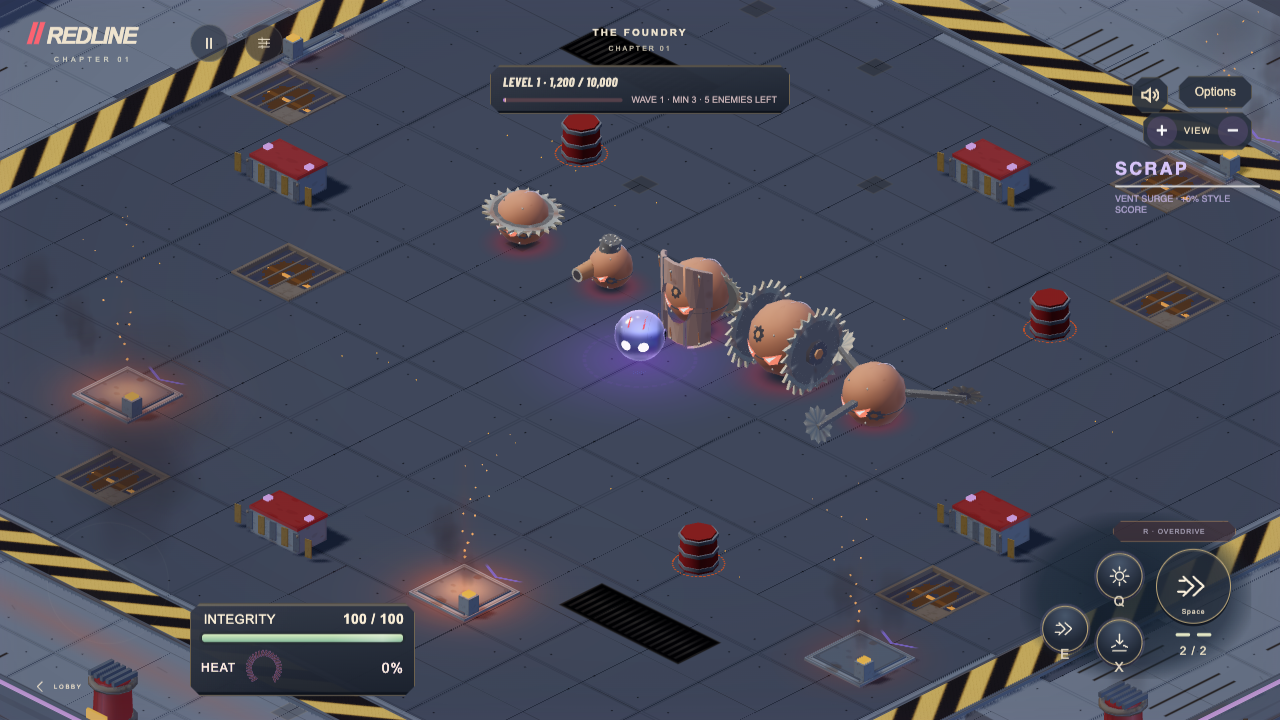 REDLINE
CHAPTER 01
THE FOUNDRY
CHAPTER 01
LEVEL 1 · 1,200 / 10,000
WAVE 1 · MIN 3 · 5 ENEMIES LEFT
Options
+ VIEW −
SCRAP
VENT SURGE · STYLE
SCORE
R · OVERDRIVE
Q
Space
E
X
2 / 2
INTEGRITY 100 / 100
HEAT 0%
LOBBY